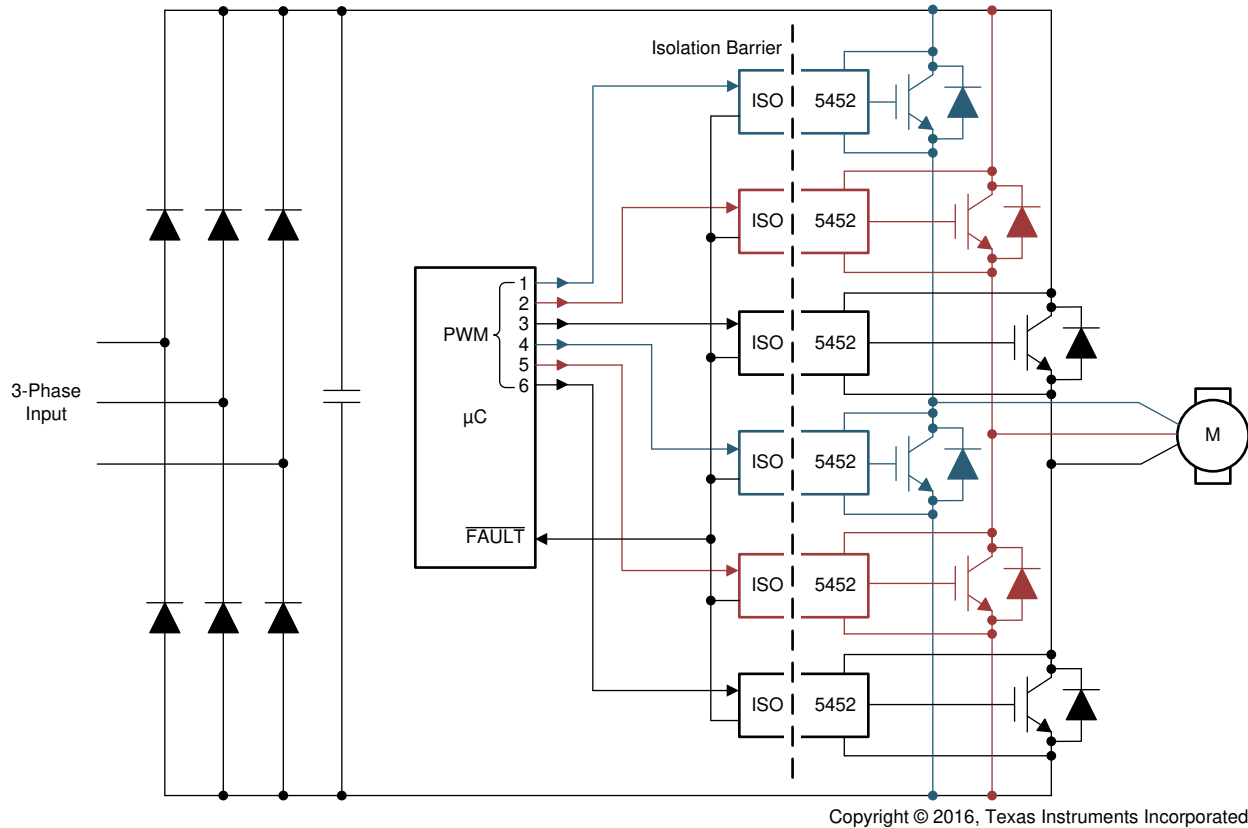 Isolation Barrier
ISO 5452
ISO 5452
ISO 5452
ISO 5452
ISO 5452
ISO 5452
1
2
3
4
5
6
PWM
µC
FAULT
3-Phase
Input
M
Copyright © 2016, Texas Instruments Incorporated